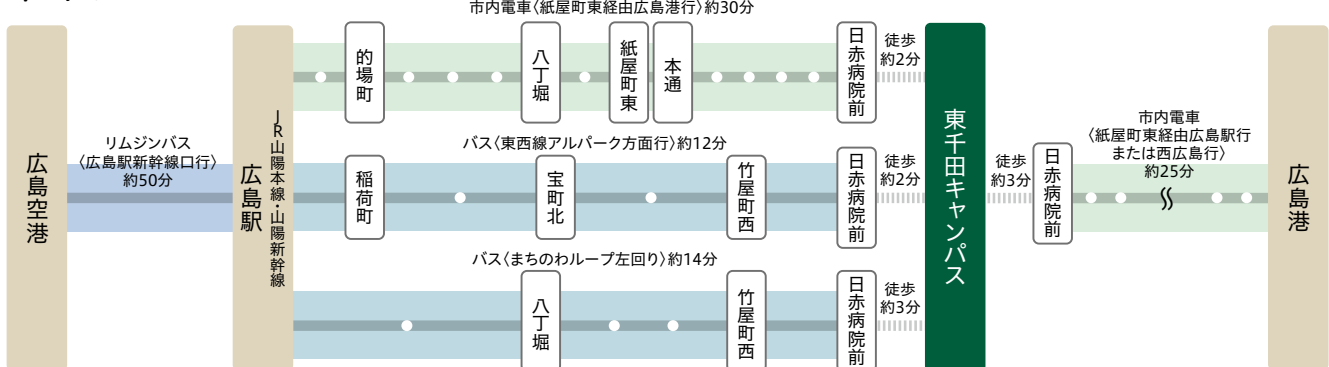 市内電車〈紙屋町東経由広島港行〉約30分
広島空港
リムジンバス
〈広島駅新幹線口行〉
約50分
広島駅
JR山陽本線・山陽新幹線
的場町
八丁堀
紙屋町東
本通
日赤病院前
徒歩
約2分
バス〈東西線アルパーク方面行〉約12分
稲荷町
宝町北
竹屋町西
日赤病院前
徒歩
約2分
バス〈まちのわループ左回り〉約14分
八丁堀
竹屋町西
日赤病院前
徒歩
約3分
東千田キャンパス
徒歩
約3分
日赤病院前
市内電車
〈紙屋町東経由広島駅行
または西広島行〉
約25分
広島港